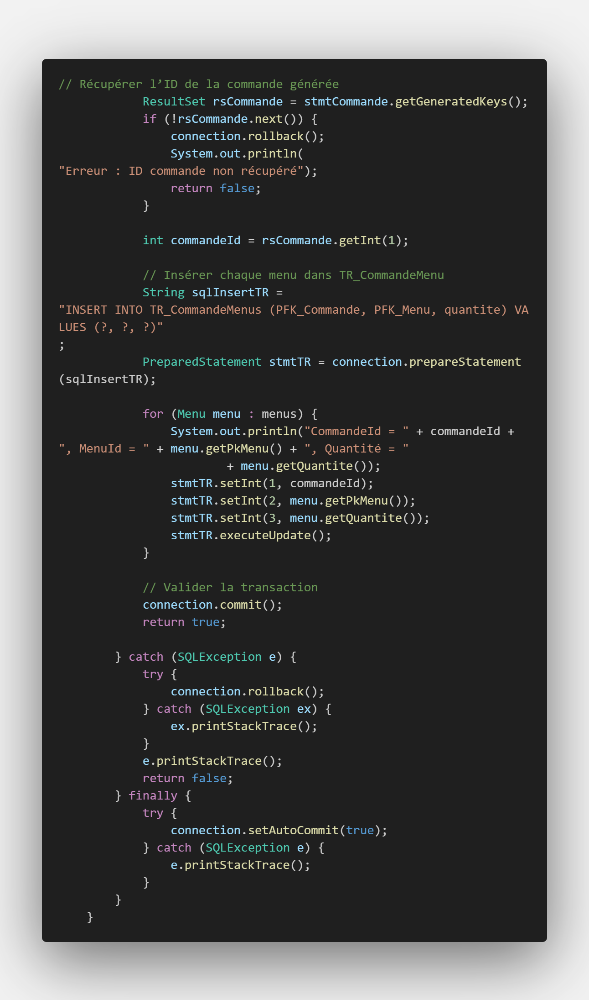 // Récupérer l’ID de la commande générée
            ResultSet rsCommande = stmtCommande.getGeneratedKeys();
            if (!rsCommande.next()) {
                connection.rollback();
                System.out.println(
"Erreur : ID commande non récupéré");
                return false;
            }

            int commandeId = rsCommande.getInt(1);

            // Insérer chaque menu dans TR_CommandeMenu
            String sqlInsertTR =
"INSERT INTO TR_CommandeMenus (PFK_Commande, PFK_Menu, quantite) VA
LUES (?, ?, ?)"
;
            PreparedStatement stmtTR = connection.prepareStatement
(sqlInsertTR);

            for (Menu menu : menus) {
                System.out.println("CommandeId = " + commandeId +
", MenuId = " + menu.getPkMenu() + ", Quantité = "
                        + menu.getQuantite());
                stmtTR.setInt(1, commandeId);
                stmtTR.setInt(2, menu.getPkMenu());
                stmtTR.setInt(3, menu.getQuantite());
                stmtTR.executeUpdate();
            }

            // Valider la transaction
            connection.commit();
            return true;

        } catch (SQLException e) {
            try {
                connection.rollback();
            } catch (SQLException ex) {
                ex.printStackTrace();
            }
            e.printStackTrace();
            return false;
        } finally {
            try {
                connection.setAutoCommit(true);
            } catch (SQLException e) {
                e.printStackTrace();
            }
        }
    }